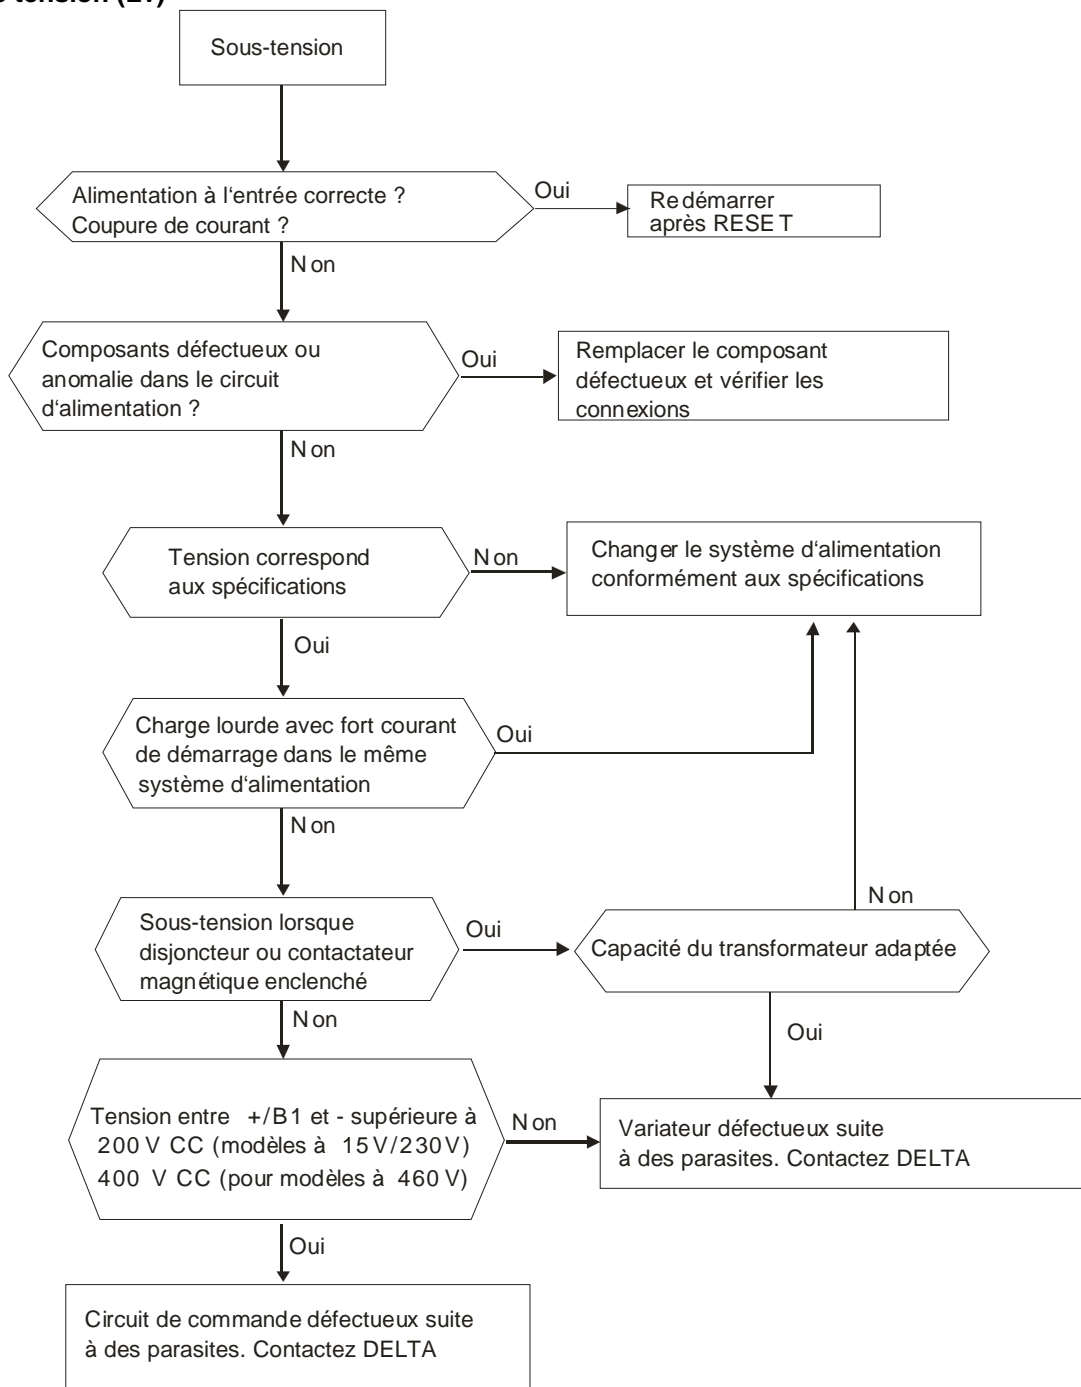 tension (Lv)
Sous-tension
Alimentation à l‘entrée correcte ?
Coupure de courant ?
Oui
Redémarrer
après RESET
Non
Composants défectueux ou
anomalie dans le circuit
d‘alimentation ?
Oui
Remplacer le composant
défectueux et vérifier les
connexions
Non
Tension correspond
aux spécifications
Non
Changer le système d‘alimentation
conformément aux spécifications
Oui
Charge lourde avec fort courant
de démarrage dans le même
système d‘alimentation
Oui
Non
Sous-tension lorsque
disjoncteur ou contactateur
magnétique enclenché
Oui
Capacité du transformateur adaptée
Non
Non
Oui
Tension entre +/B1 et - supérieure à
200 V CC (modèles à 15V/230V)
400 V CC (pour modèles à 460 V)
Non
Variateur défectueux suite
à des parasites. Contactez DELTA
Oui
Circuit de commande défectueux suite
à des parasites. Contactez DELTA